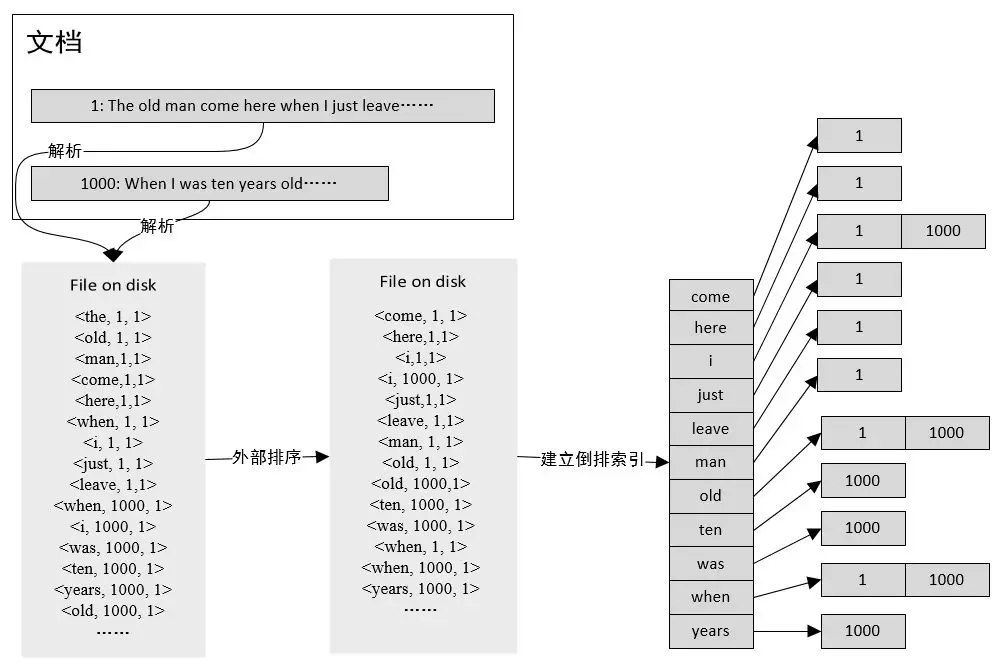 文档
1: The old man come here when I just leave……
解析
1000: When I was ten years old……
解析
File on disk
<the, 1, 1>
<old, 1, 1>
<man,1,1>
<come,1,1>
<here,1,1>
<when, 1, 1>
<i, 1, 1>
<just, 1, 1>
<leave, 1,1>
<when, 1000, 1>
<i, 1000, 1>
<was, 1000, 1>
<ten, 1000, 1>
<years, 1000, 1>
<old, 1000, 1>
……
外部排序
File on disk
<come, 1, 1>
<here,1,1>
<i,1,1>
<i, 1000, 1>
<just,1,1>
<leave, 1,1>
<man, 1, 1>
<old, 1, 1>
<old, 1000,1>
<ten, 1000, 1>
<was, 1000, 1>
<when, 1, 1>
<when, 1000, 1>
<years, 1000, 1>
……
建立倒排索引
come
here
i
just
leave
man
old
ten
was
when
years
1
1
1 1000
1
1
1
1 1000
1000
1000
1 1000
1000